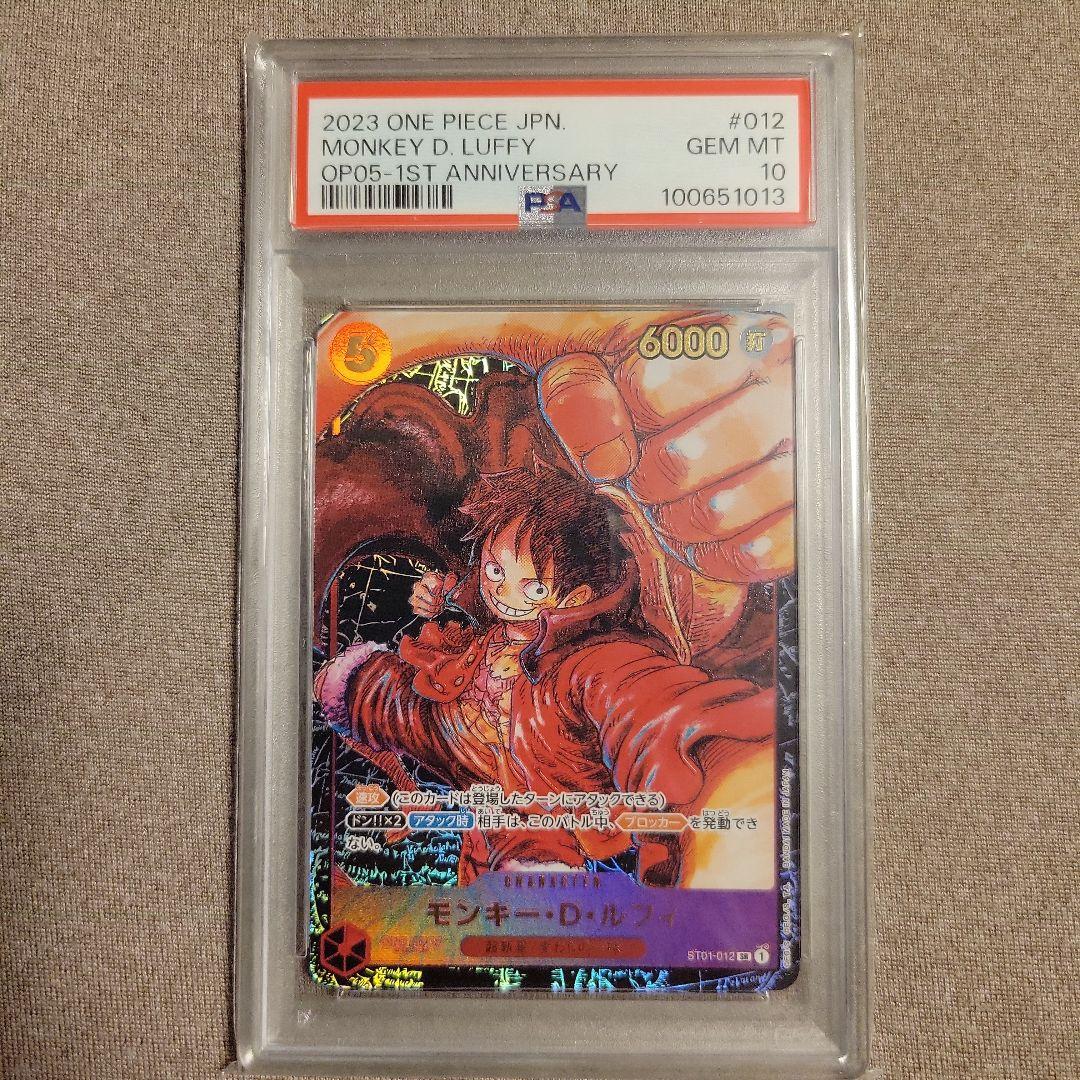 2023 ONE PIECE JPN. #012
MONKEY D. LUFFY GEM MT
OP05-1ST ANNIVERSARY 10
PSA 100651013
5 6000 打
速攻 (このカードは登場したターンにアタックできる)
ドン!!×2 アタック時 相手は、このバトル中、ブロッカーを発動でき
ない。
CHARACTER
モンキー・D・ルフィ
ST01-012 SR 1